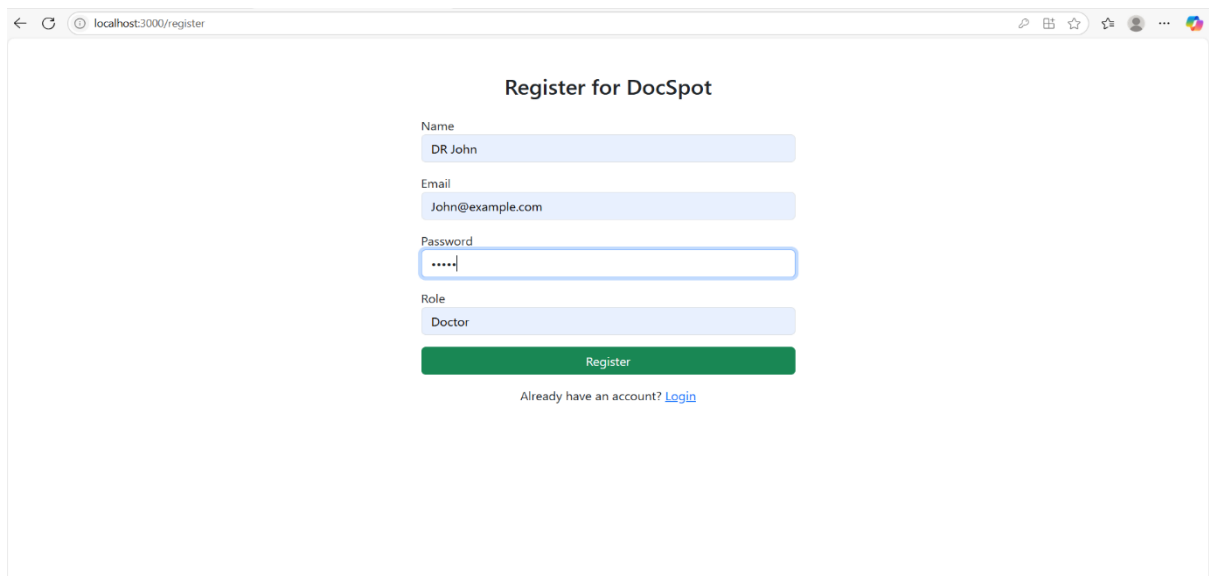 localhost:3000/register
Register for DocSpot
Name
DR John
Email
John@example.com
Password
•••••
Role
Doctor
Register
Already have an account? Login